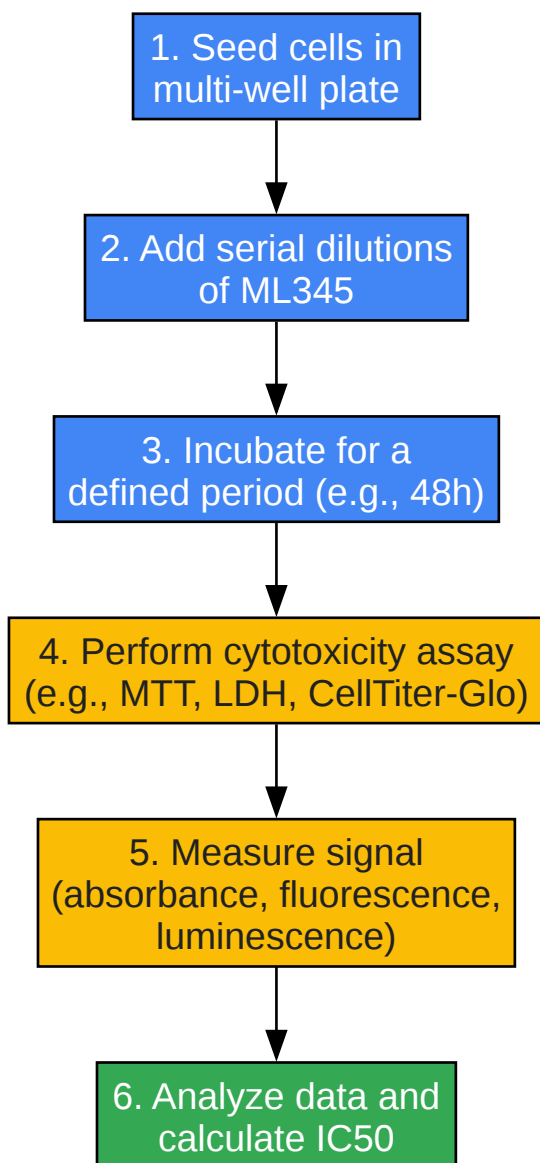 1. Seed cells in
multi-well plate
2. Add serial dilutions
of ML345
3. Incubate for a
defined period (e.g., 48h)
4. Perform cytotoxicity assay
(e.g., MTT, LDH, CellTiter-Glo)
5. Measure signal
(absorbance, fluorescence,
luminescence)
6. Analyze data and
calculate IC50